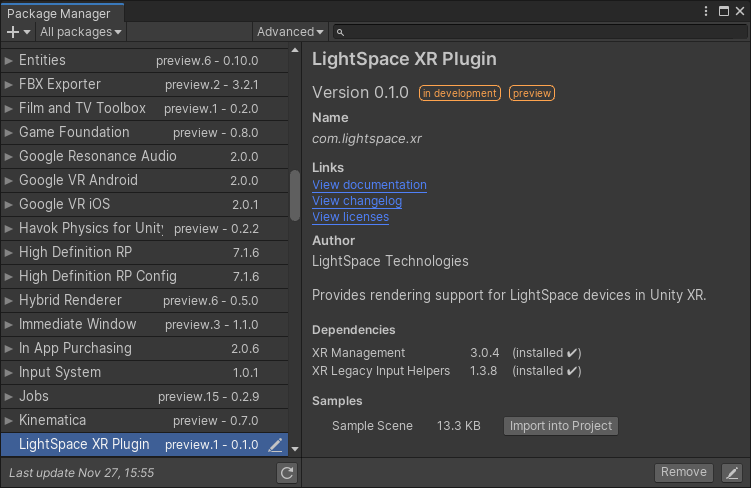 Package Manager
+ All packages Advanced
Entities preview.6 - 0.10.0
FBX Exporter preview.2 - 3.2.1
Film and TV Toolbox preview.1 - 0.2.0
Game Foundation preview - 0.8.0
Google Resonance Audio 2.0.0
Google VR Android 2.0.0
Google VR iOS 2.0.1
Havok Physics for Unity preview - 0.2.2
High Definition RP 7.1.6
High Definition RP Config 7.1.6
Hybrid Renderer preview.6 - 0.5.0
Immediate Window preview.3 - 1.1.0
In App Purchasing 2.0.6
Input System 1.0.1
Jobs preview.15 - 0.2.9
Kinematica preview - 0.7.0
LightSpace XR Plugin preview.1 - 0.1.0
Last update Nov 27, 15:55
LightSpace XR Plugin
Version 0.1.0 in development preview
Name
com.lightspace.xr
Links
View documentation
View changelog
View licenses
Author
LightSpace Technologies
Provides rendering support for LightSpace devices in Unity XR.
Dependencies
XR Management 3.0.4 (installed ✔)
XR Legacy Input Helpers 1.3.8 (installed ✔)
Samples
Sample Scene 13.3 KB Import into Project
Remove